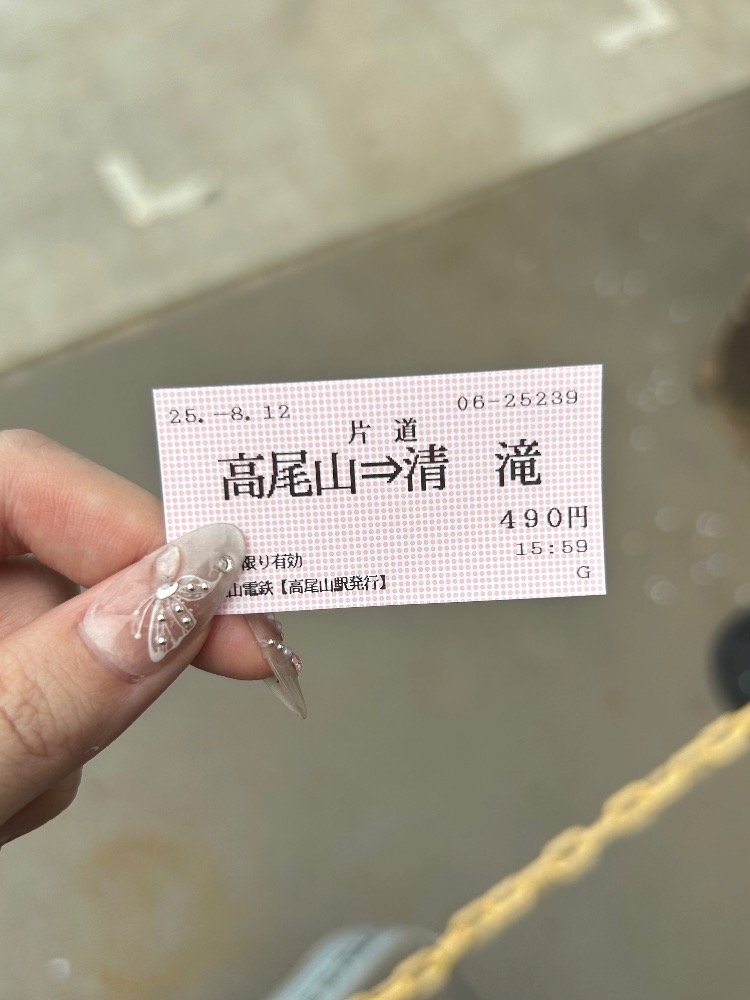 25.-8.12 06-25239
片 道
高尾山⇒清 滝
490円
限り有効 15:59
山電鉄【高尾山駅発行】 G